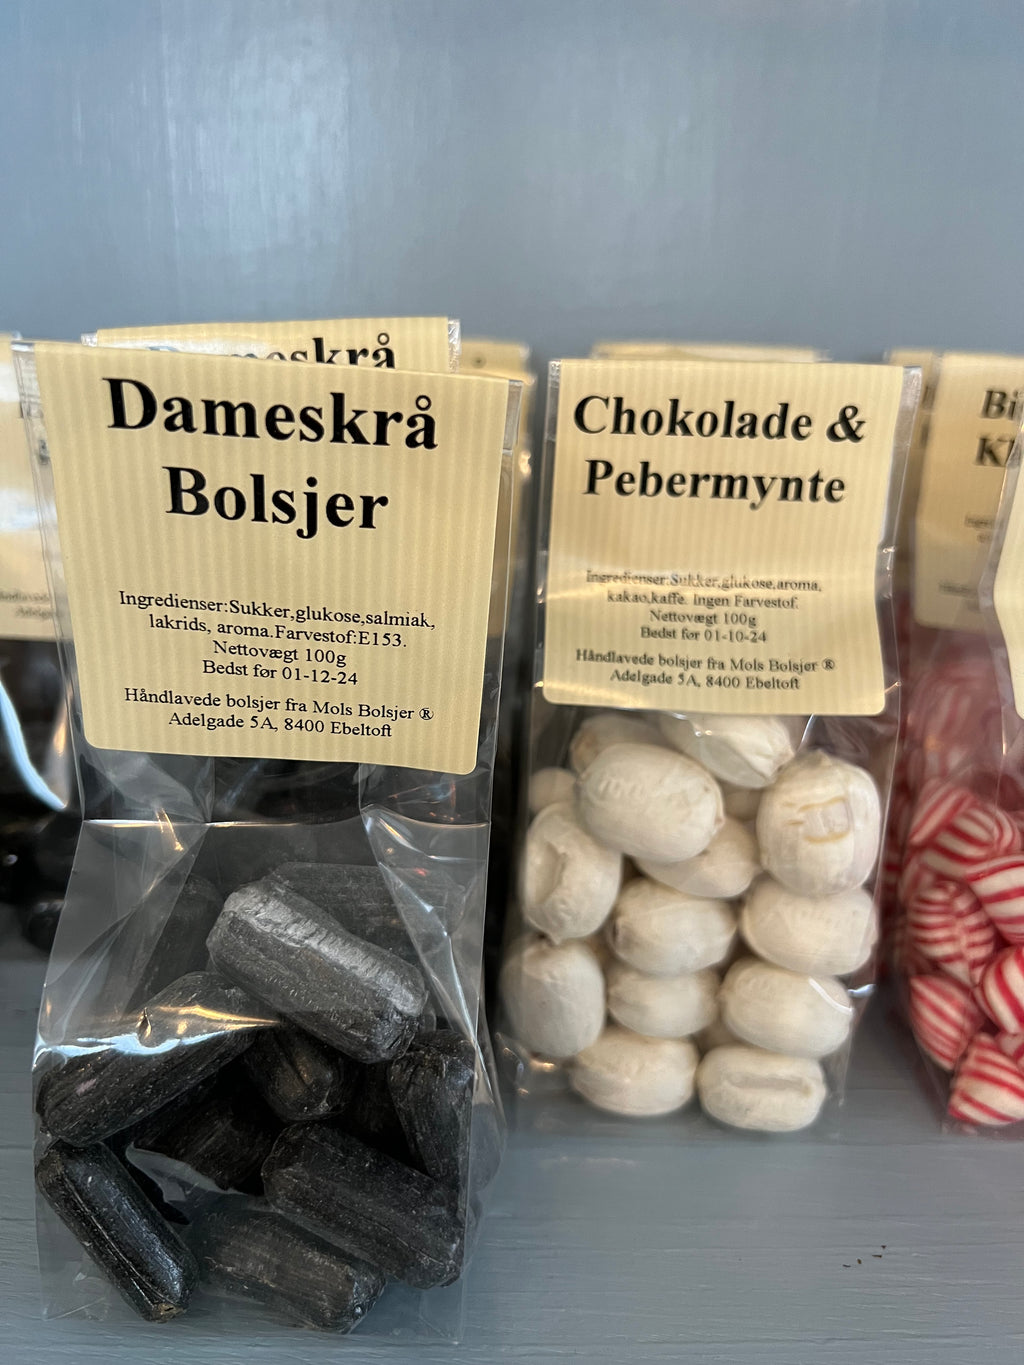 Dameskrå
Dameskrå
Bolsjer
Ingredienser:Sukker,glukose,salmiak,
lakrids, aroma.Farvestof:E153.
Nettovægt 100g
Bedst før 01-12-24
Håndlavede bolsjer fra Mols Bolsjer ®
Adelgade 5A, 8400 Ebeltoft
Chokolade &
Pebermynte
Ingredienser:Sukker,glukose,aroma,
kakao,kaffe. Ingen Farvestof.
Nettovægt 100g
Bedst før 01-10-24
Håndlavede bolsjer fra Mols Bolsjer ®
Adelgade 5A, 8400 Ebeltoft